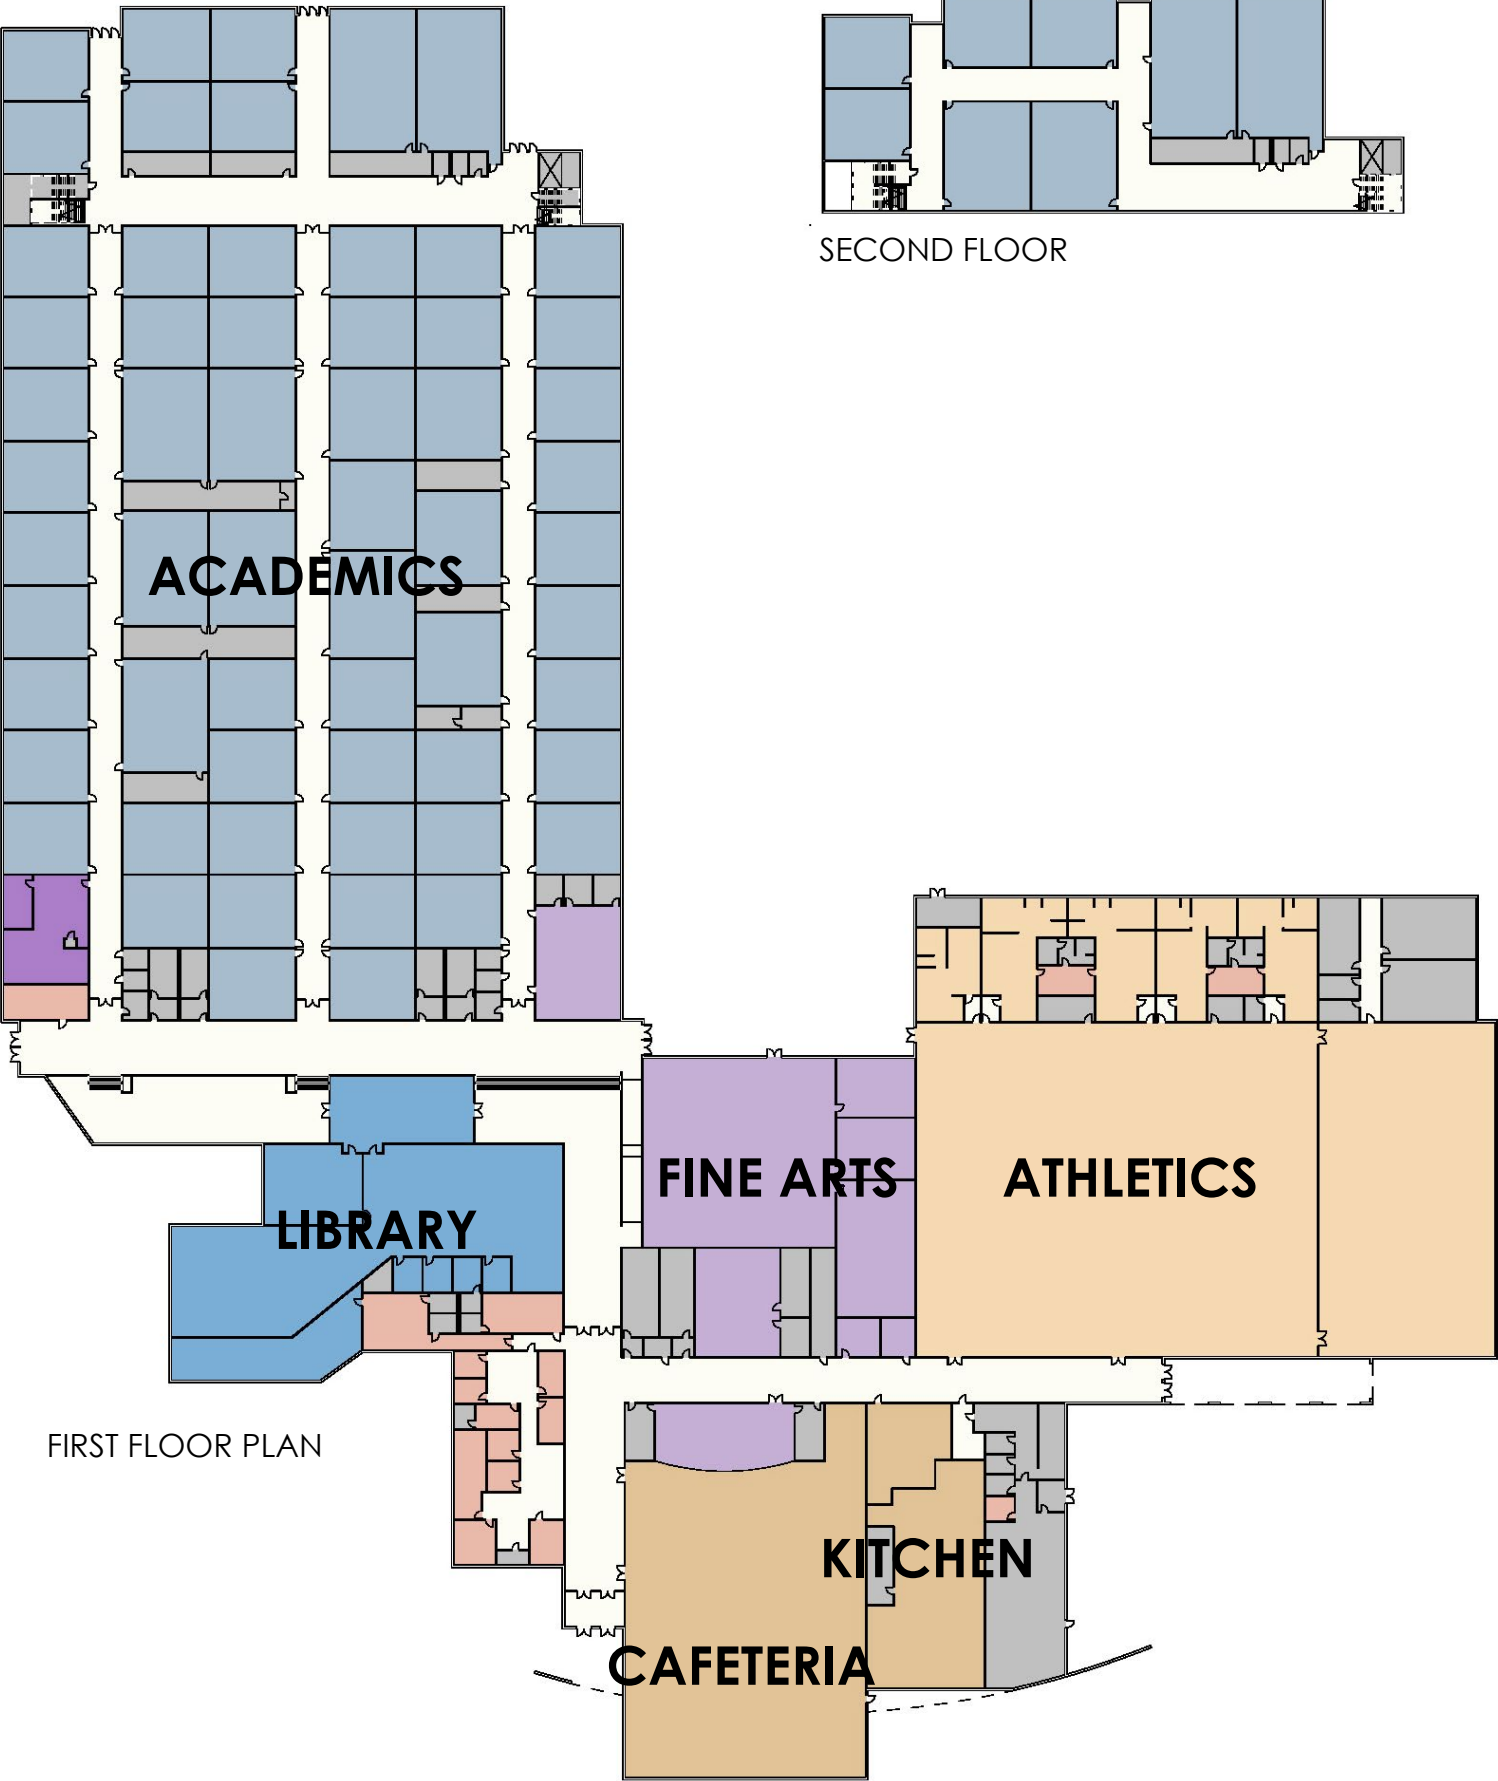 SECOND FLOOR
ACADEMICS
FINE ARTS
ATHLETICS
LIBRARY
FIRST FLOOR PLAN
KITCHEN
CAFETERIA